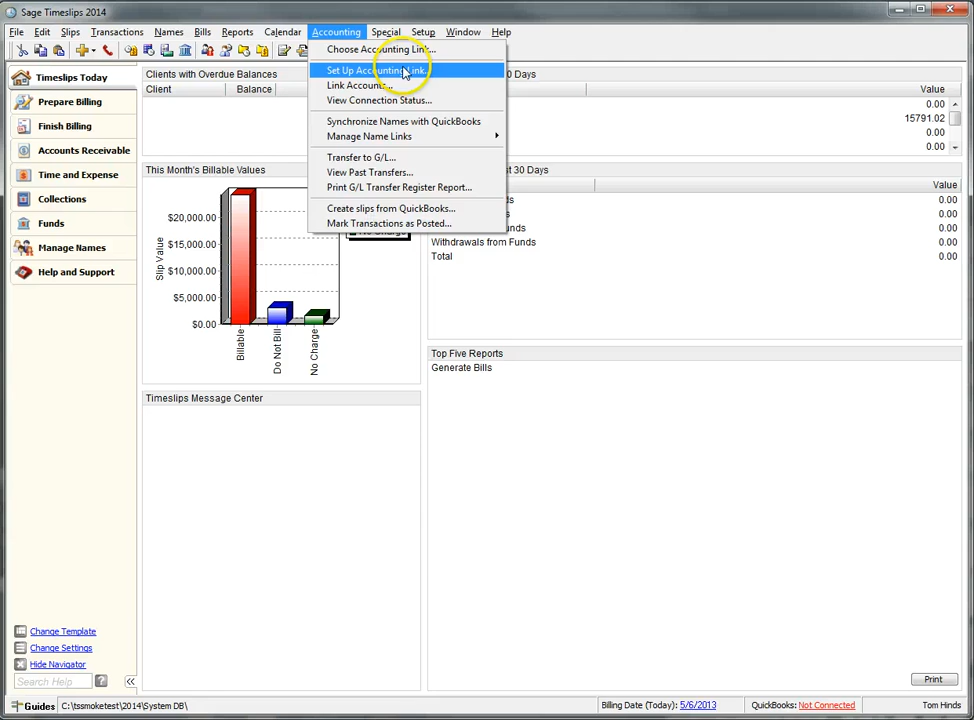 Sage Timeslips 2014
File Edit Slips Transactions Names Bills Reports Calendar Accounting Special Setup Window Help
Choose Accounting Link...
Set Up Accounting Link...
Link Accounts...
View Connection Status...
Synchronize Names with QuickBooks
Manage Name Links
Transfer to G/L...
View Past Transfers...
Print G/L Transfer Register Report...
Create slips from QuickBooks...
Mark Transactions as Posted...
Timeslips Today
Prepare Billing
Finish Billing
Accounts Receivable
Time and Expense
Collections
Funds
Manage Names
Help and Support
Clients with Overdue Balances
Client Balance
0 Days
Value
0.00
15791.02
0.00
0.00
This Month's Billable Values
Slip Value
$20,000.00
$15,000.00
$10,000.00
$5,000.00
$0.00
Billable
Do Not Bill
No Charge
st 30 Days
Value
0.00
0.00
0.00
Withdrawals from Funds 0.00
Total 0.00
Top Five Reports
Generate Bills
Timeslips Message Center
Change Template
Change Settings
Hide Navigator
Search Help
Print
Guides C:\tssmoketest\2014\System DB\ Billing Date (Today): 5/6/2013 QuickBooks: Not Connected Tom Hinds